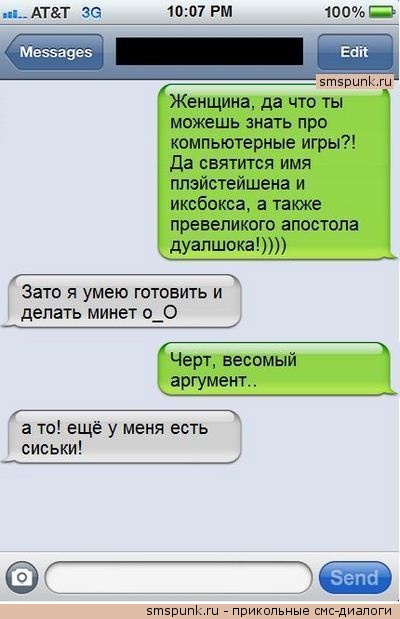 AT&T 3G 10:07 PM 100%
Messages Edit
smspunk.ru
Женщина, да что ты
можешь знать про
компьютерные игры?!
Да святится имя
плэйстейшена и
иксбокса, а также
превеликого апостола
дуалшока!))))
Зато я умею готовить и
делать минет о_О
Черт, весомый
аргумент..
а то! ещё у меня есть
сиськи!
Send
smspunk.ru - прикольные смс-диалоги